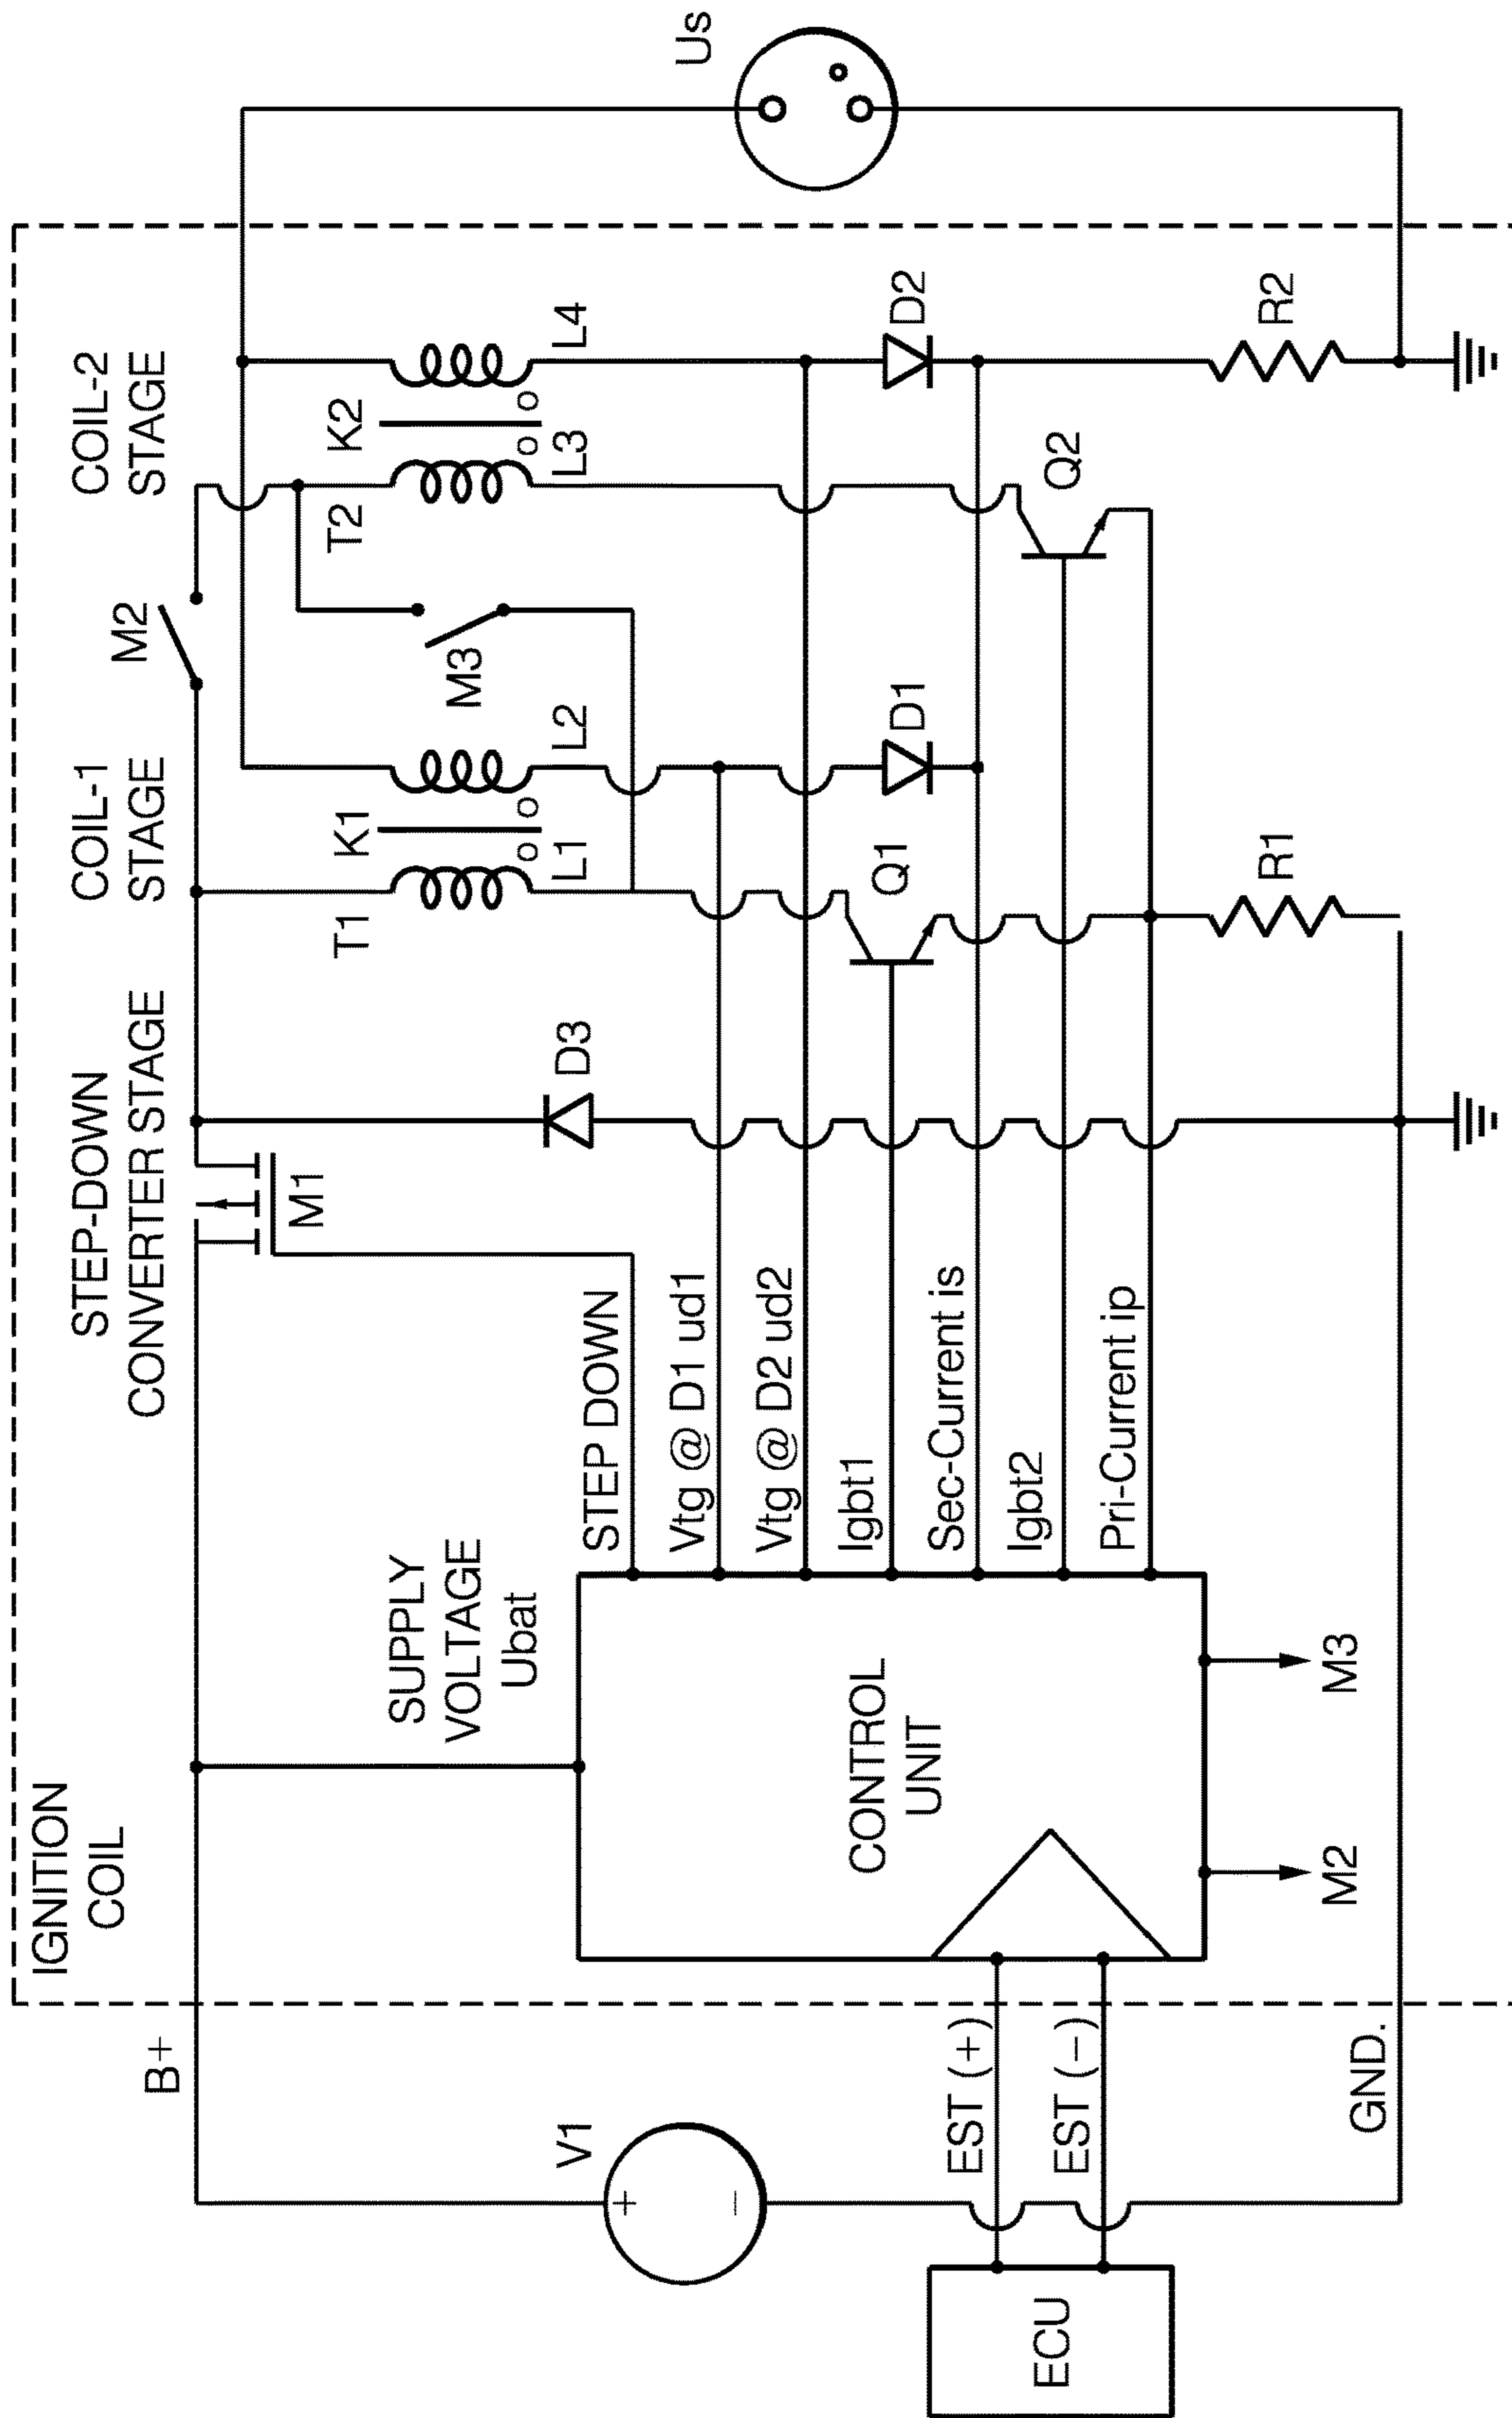 IGNITION
COIL
B+
V1
+
−
ECU
EST (+)
EST (−)
GND.
SUPPLY
VOLTAGE
Ubat
CONTROL
UNIT
M2
M3
STEP DOWN
Vtg @ D1 ud1
Vtg @ D2 ud2
Igbt1
Sec-Current is
Igbt2
Pri-Current ip
STEP-DOWN
CONVERTER STAGE
M1
D3
COIL-1
STAGE
T1
K1
L1
L2
Q1
D1
R1
M2
M3
COIL-2
STAGE
T2
K2
L3
L4
Q2
D2
R2
Us